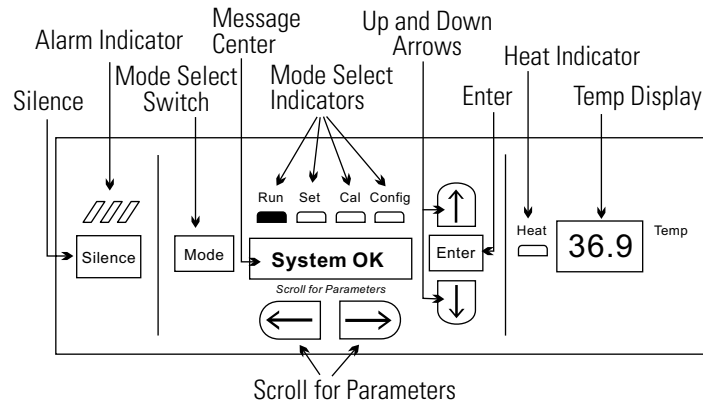 Alarm Indicator
Message
Center
Up and Down
Arrows
Heat Indicator
Silence
Mode Select
Switch
Mode Select
Indicators
Enter
Temp Display
Run Set Cal Config
Silence
Mode
System OK
Enter
Heat
36.9
Temp
Scroll for Parameters
Scroll for Parameters